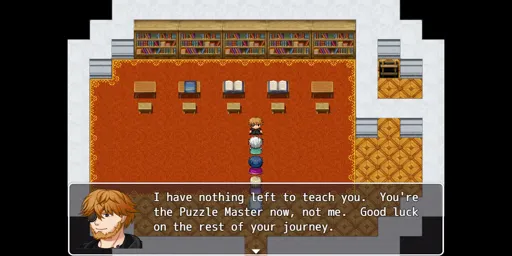 I have nothing left to teach you.  You're
the Puzzle Master now, not me.  Good luck
on the rest of your journey.